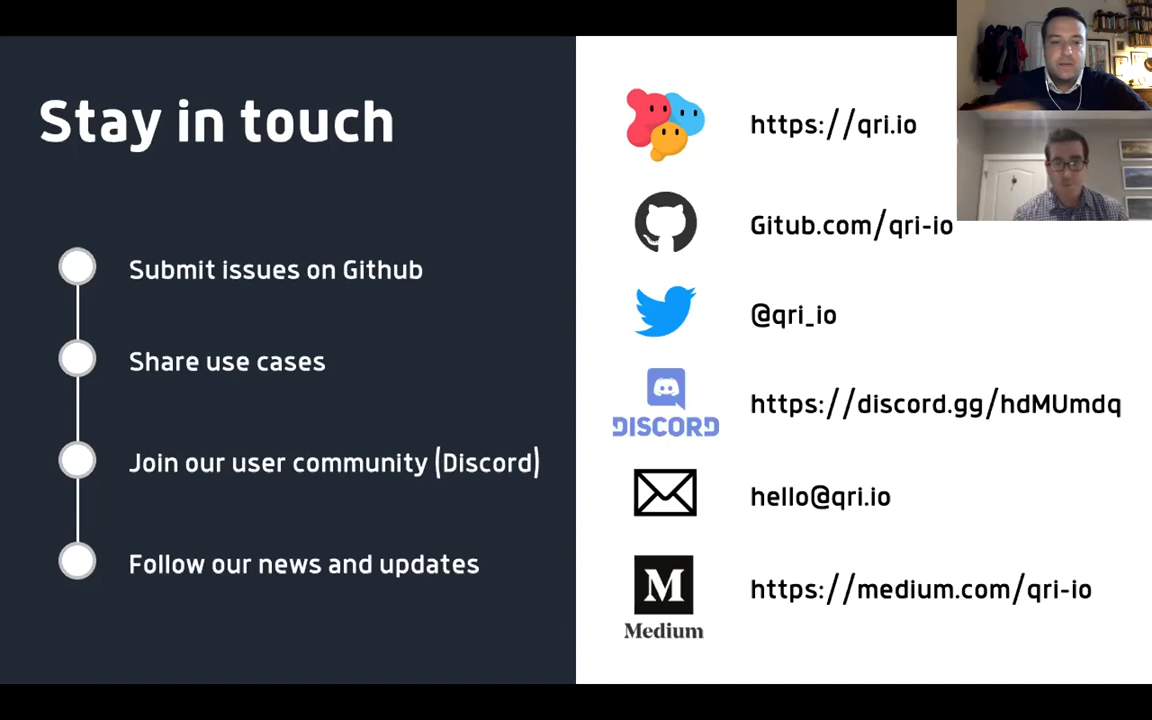 Stay in touch
Submit issues on Github
Share use cases
Join our user community (Discord)
Follow our news and updates
https://qri.io
Gitub.com/qri-io
@qri_io
DISCORD
https://discord.gg/hdMUmdq
hello@qri.io
M
Medium
https://medium.com/qri-io